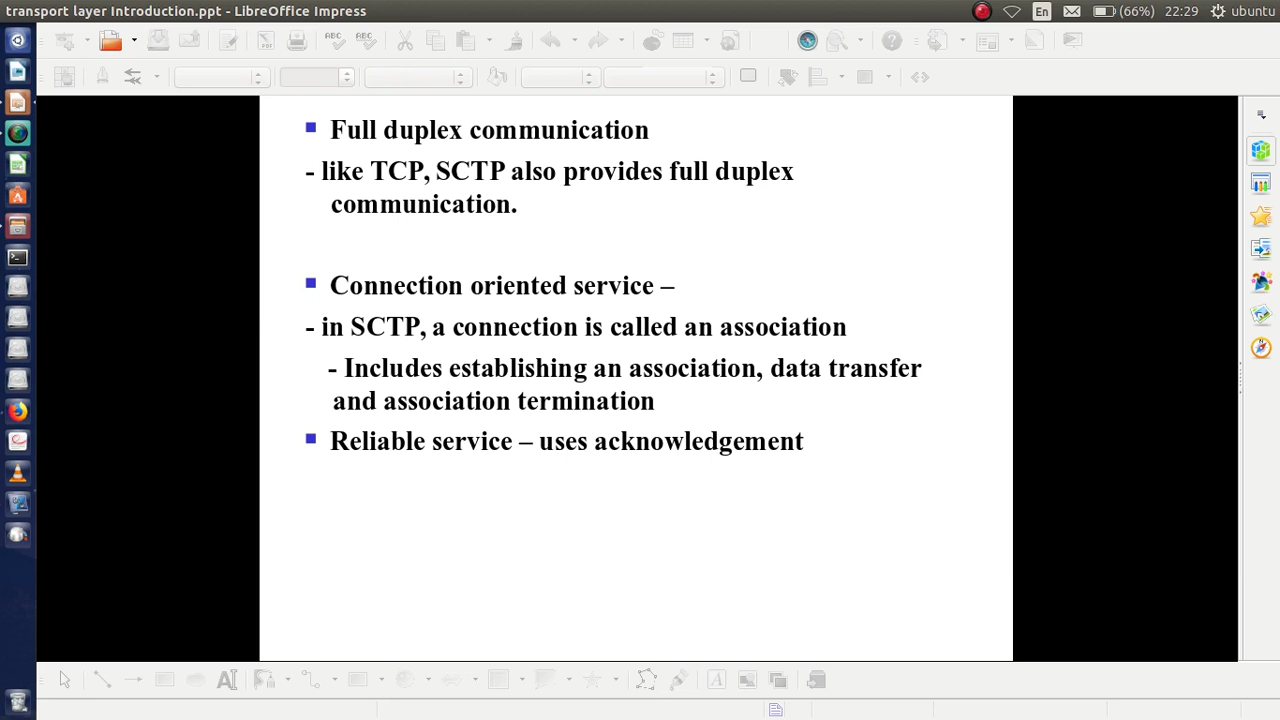 transport layer Introduction.ppt - LibreOffice Impress
En
(66%)
22:29
ubuntu
Full duplex communication
- like TCP, SCTP also provides full duplex
communication.
Connection oriented service –
- in SCTP, a connection is called an association
- Includes establishing an association, data transfer
and association termination
Reliable service – uses acknowledgement